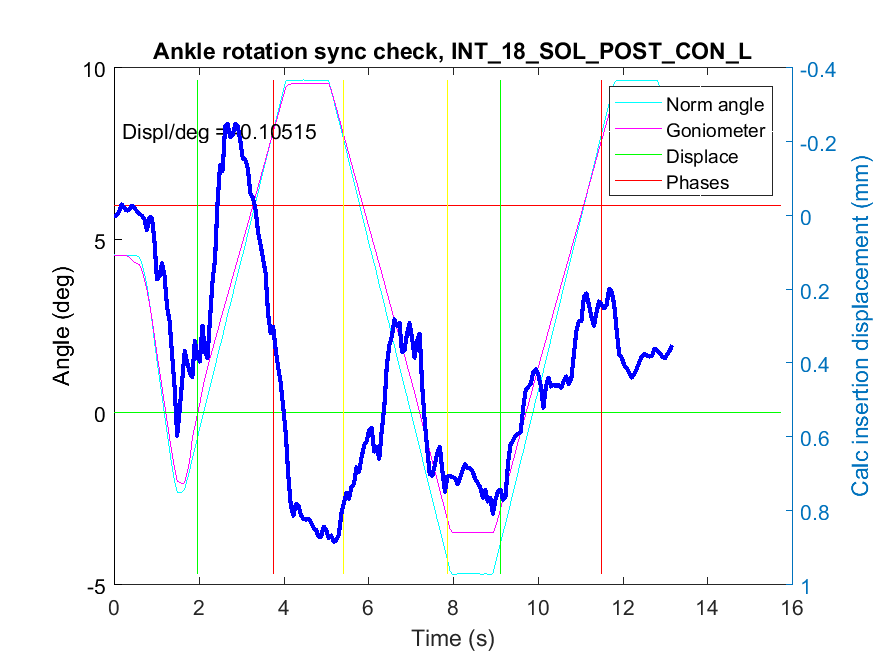 Ankle rotation sync check, INT_18_SOL_POST_CON_L
Displ/deg = -0.10515
Norm angle
Goniometer
Displace
Phases
10
5
0
-5
Angle (deg)
-0.4
-0.2
0
0.2
0.4
0.6
0.8
1
Calc insertion displacement (mm)
0 2 4 6 8 10 12 14 16
Time (s)